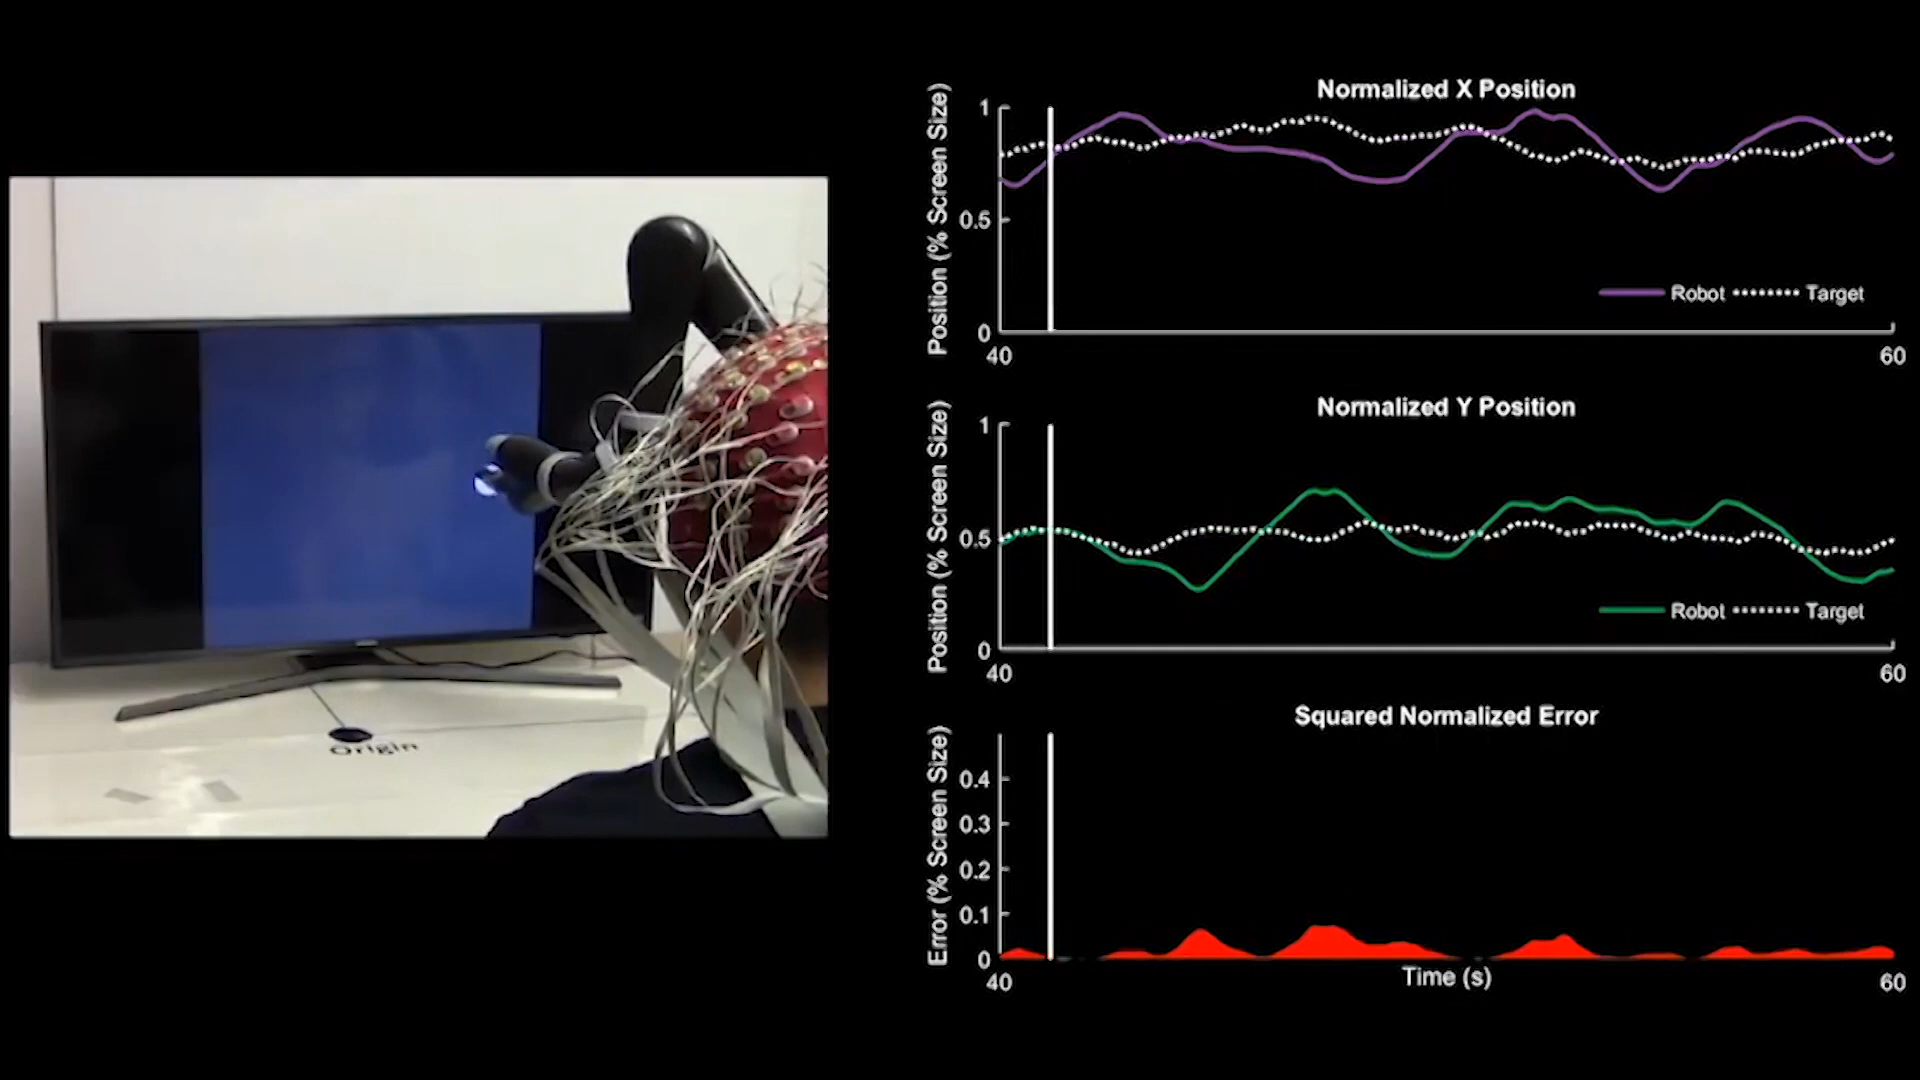 Origin
Normalized X Position
Position (% Screen Size)
1
0.5
0
40
60
Robot
Target
Normalized Y Position
Position (% Screen Size)
1
0.5
0
40
60
Robot
Target
Squared Normalized Error
Error (% Screen Size)
0.4
0.3
0.2
0.1
0
40
60
Time (s)